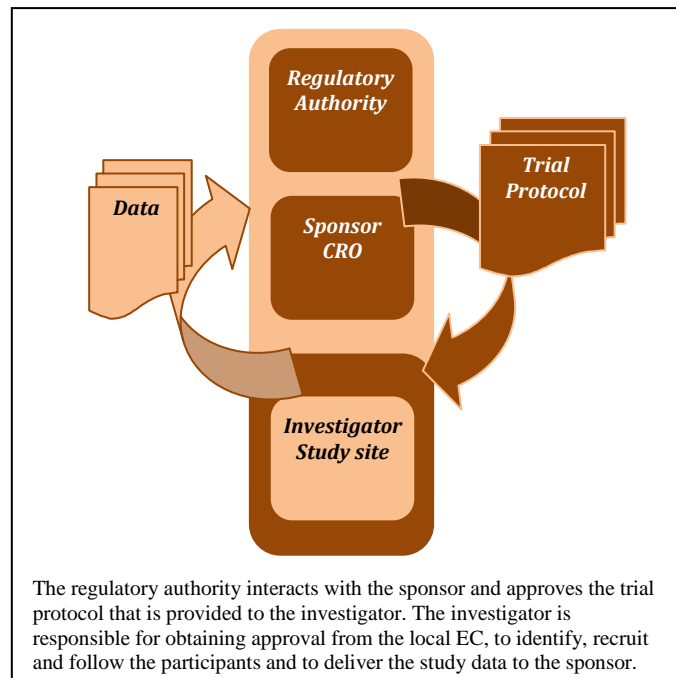 Regulatory
Authority
Trial
Protocol
Data
Sponsor
CRO
Investigator
Study site
The regulatory authority interacts with the sponsor and approves the trial
protocol that is provided to the investigator. The investigator is
responsible for obtaining approval from the local EC, to identify, recruit
and follow the participants and to deliver the study data to the sponsor.